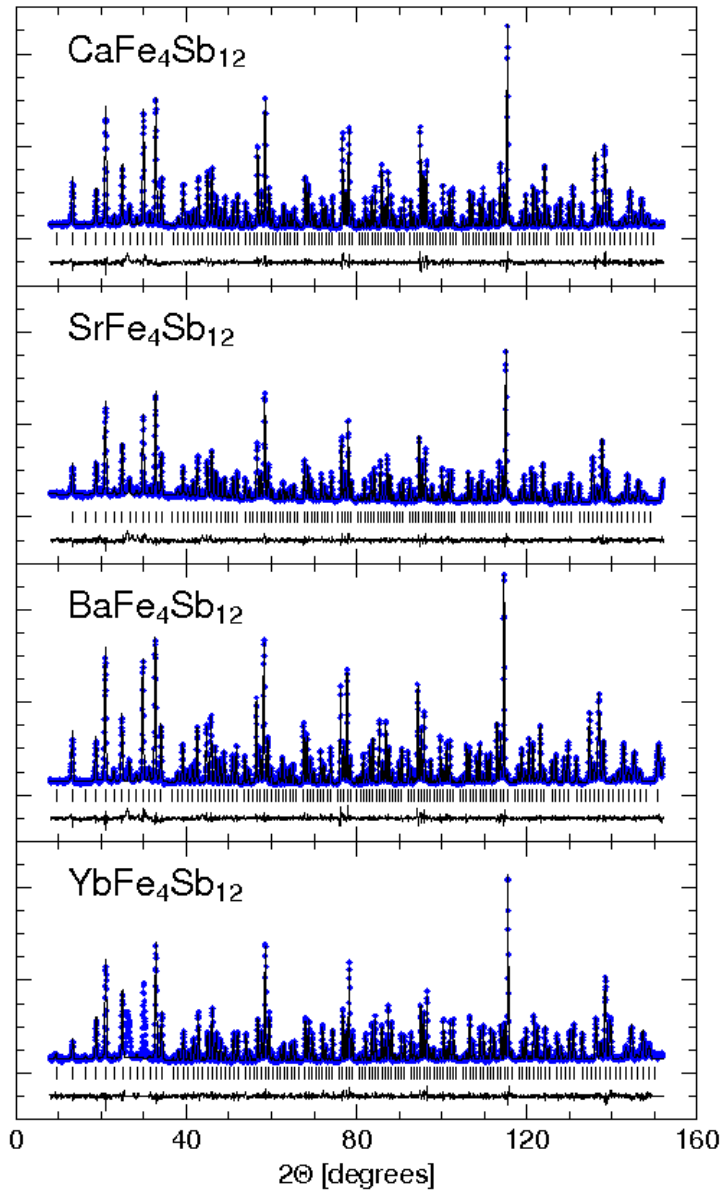 CaFe₄Sb₁₂
SrFe₄Sb₁₂
BaFe₄Sb₁₂
YbFe₄Sb₁₂
0 40 80 120 160
2Θ [degrees]